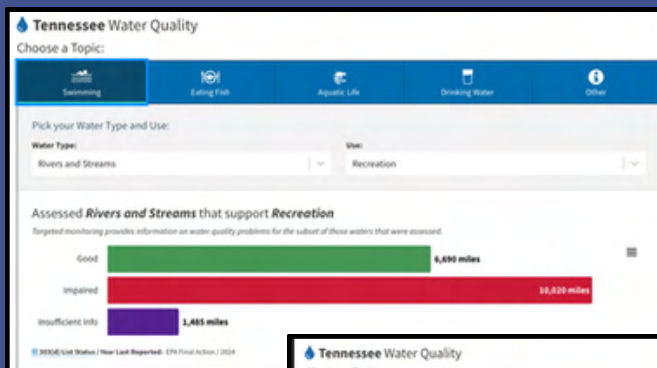 Tennessee Water Quality
Choose a Topic:
Swimming
Eating Fish
Aquatic Life
Drinking Water
Other
Pick your Water Type and Use:
Water Type:
Use:
Rivers and Streams
Recreation
Assessed Rivers and Streams that support Recreation
Targeted monitoring provides information on water quality problems for the subset of those waters that were assessed.
Good
6,690 miles
Impaired
10,020 miles
Insufficient Info
1,485 miles
303(d) List Status / Year Last Reported: EPA Final Action / 2024
Tennessee Water Quality